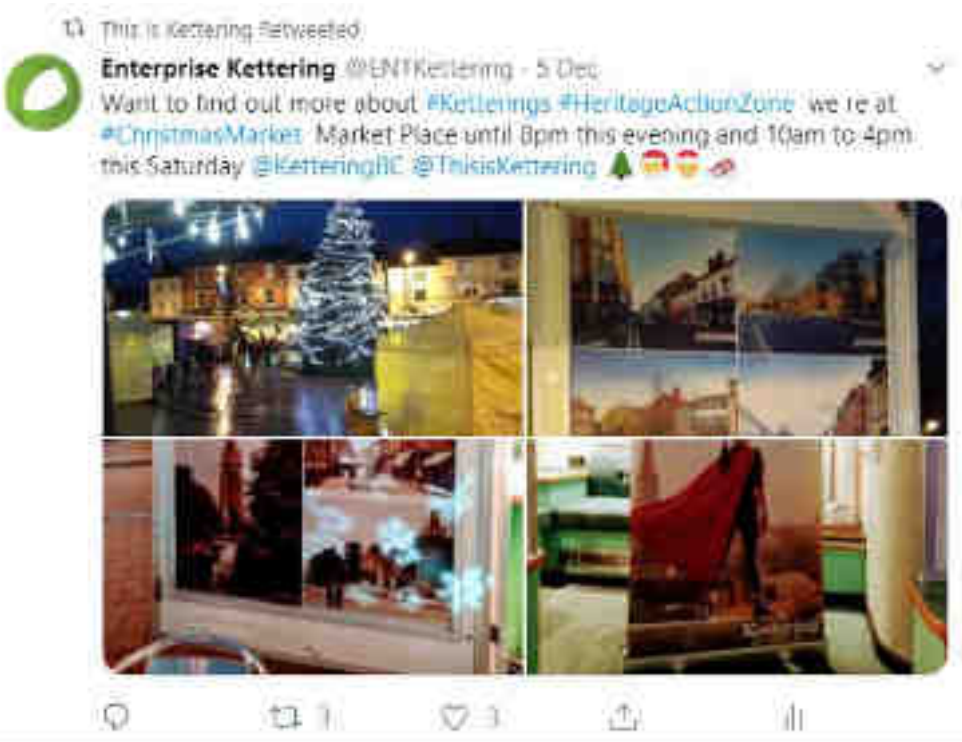 This is Kettering Retweeted
Enterprise Kettering @ENTKettering - 5 Dec
Want to find out more about #Ketterings #HeritageActionZone we re at
#ChristmasMarket Market Place until 8pm this evening and 10am to 4pm
this Saturday @KetteringBC @ThisisKettering
3 3